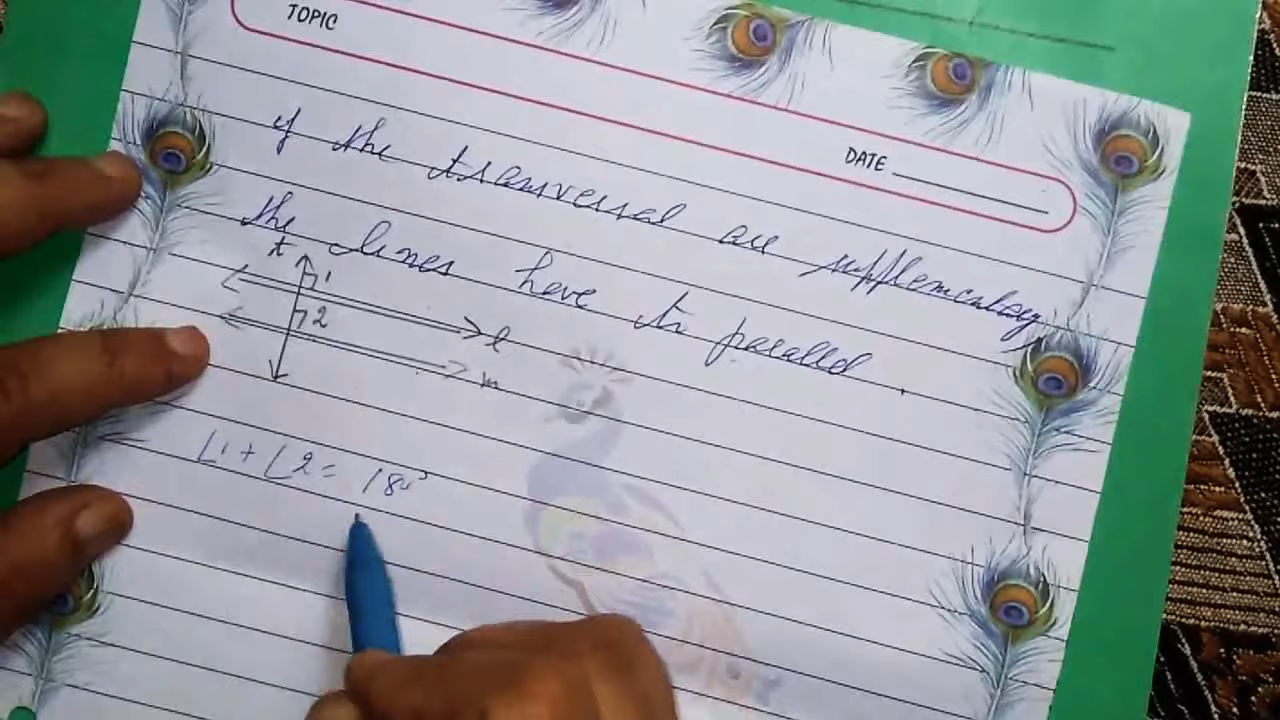 TOPIC
DATE
if the transversal are supplementary
the lines have to parallel.
t
1
2
l
m
∠1 + ∠2 = 180°